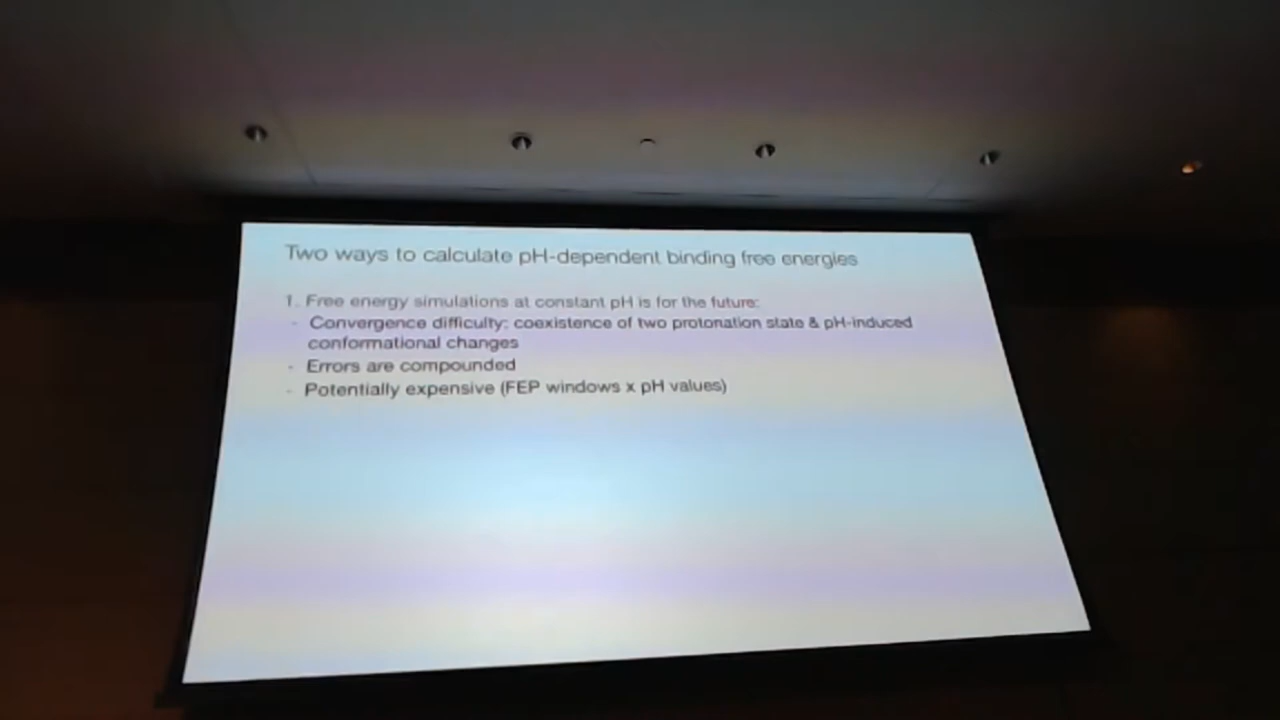 Two ways to calculate pH-dependent binding free energies
1. Free energy simulations at constant pH is for the future:
- Convergence difficulty: coexistence of two protonation state & pH-induced
conformational changes
- Errors are compounded
- Potentially expensive (FEP windows x pH values)